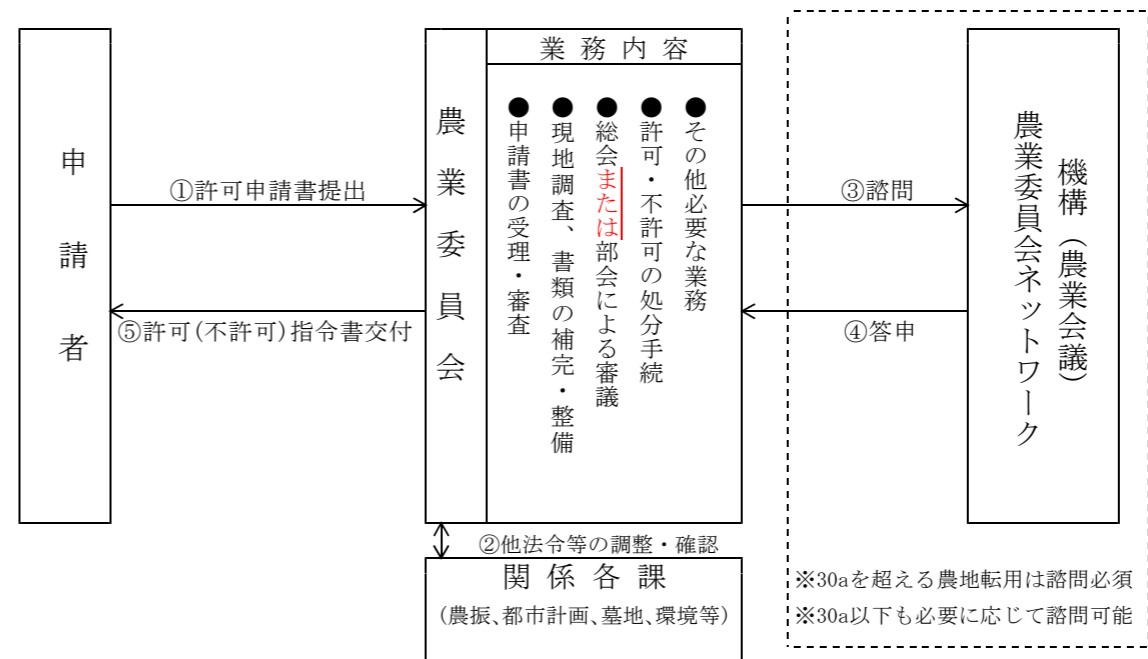 申請者
①許可申請書提出
⑤許可(不許可)指令書交付
農業委員会
業務内容
●その他必要な業務
●許可・不許可の処分手続
●総会または部会による審議
●現地調査、書類の補完・整備
●申請書の受理・審査
③諮問
④答申
農業委員会ネットワーク
機構（農業会議）
②他法令等の調整・確認
関係各課
(農振、都市計画、墓地、環境等)
※30aを超える農地転用は諮問必須
※30a以下も必要に応じて諮問可能